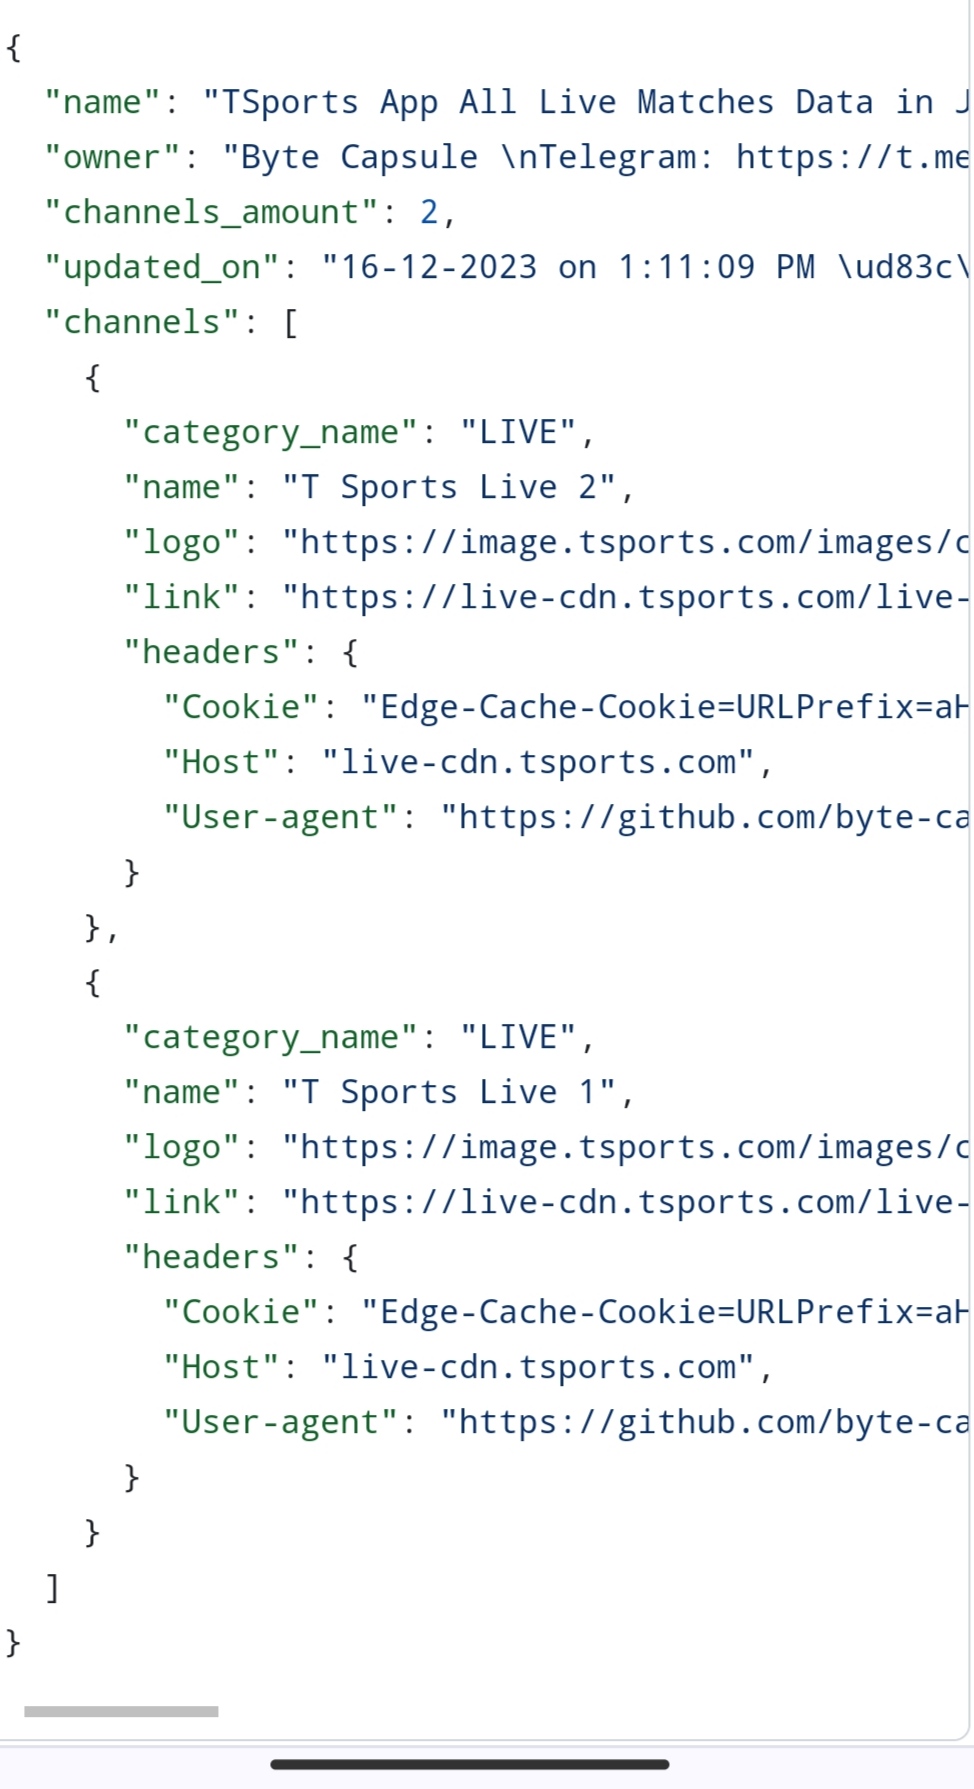 {
  "name": "TSports App All Live Matches Data in J
  "owner": "Byte Capsule \nTelegram: https://t.me
  "channels_amount": 2,
  "updated_on": "16-12-2023 on 1:11:09 PM \ud83c\
  "channels": [
    {
      "category_name": "LIVE",
      "name": "T Sports Live 2",
      "logo": "https://image.tsports.com/images/c
      "link": "https://live-cdn.tsports.com/live-
      "headers": {
        "Cookie": "Edge-Cache-Cookie=URLPrefix=aH
        "Host": "live-cdn.tsports.com",
        "User-agent": "https://github.com/byte-ca
      }
    },
    {
      "category_name": "LIVE",
      "name": "T Sports Live 1",
      "logo": "https://image.tsports.com/images/c
      "link": "https://live-cdn.tsports.com/live-
      "headers": {
        "Cookie": "Edge-Cache-Cookie=URLPrefix=aH
        "Host": "live-cdn.tsports.com",
        "User-agent": "https://github.com/byte-ca
      }
    }
  ]
}